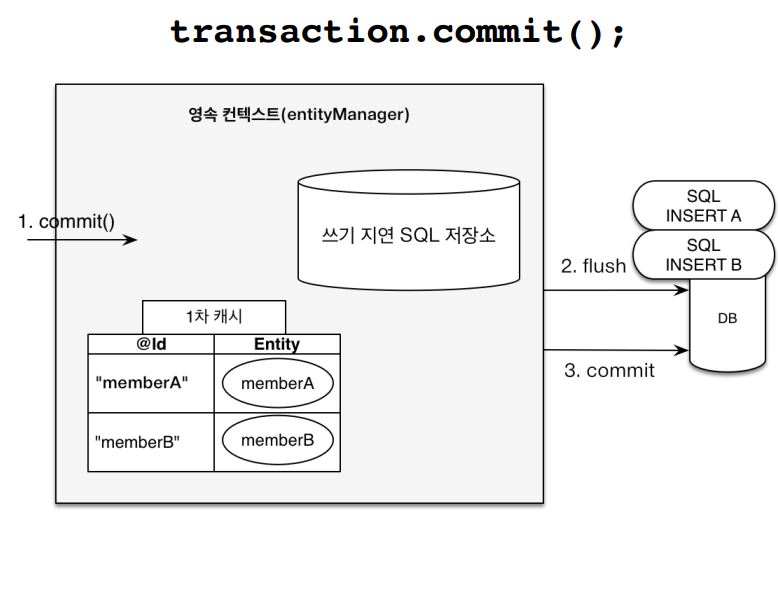 transaction.commit();
영속 컨텍스트(entityManager)
1. commit()
쓰기 지연 SQL 저장소
SQL
INSERT A
SQL
INSERT B
2. flush
DB
3. commit
1차 캐시
@Id Entity
"memberA" memberA
"memberB" memberB